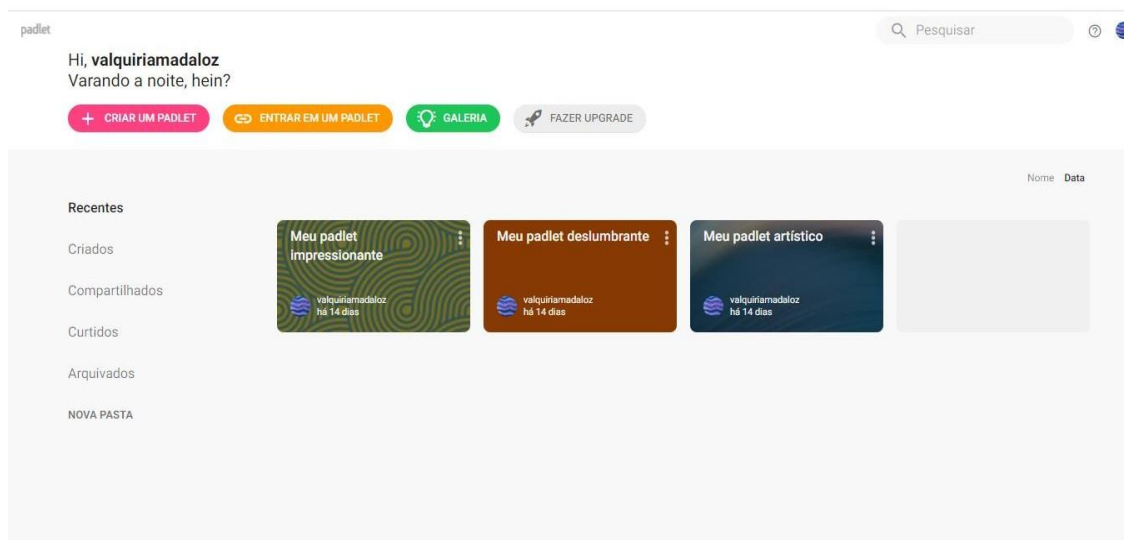 padlet
Pesquisar
Hi, valquiriamadaloz
Varando a noite, hein?
CRIAR UM PADLET
ENTRAR EM UM PADLET
GALERIA
FAZER UPGRADE
Nome Data
Recentes
Criados
Compartilhados
Curtidos
Arquivados
NOVA PASTA
Meu padlet
impressionante
valquiriamadaloz
há 14 dias
Meu padlet deslumbrante
valquiriamadaloz
há 14 dias
Meu padlet artístico
valquiriamadaloz
há 14 dias